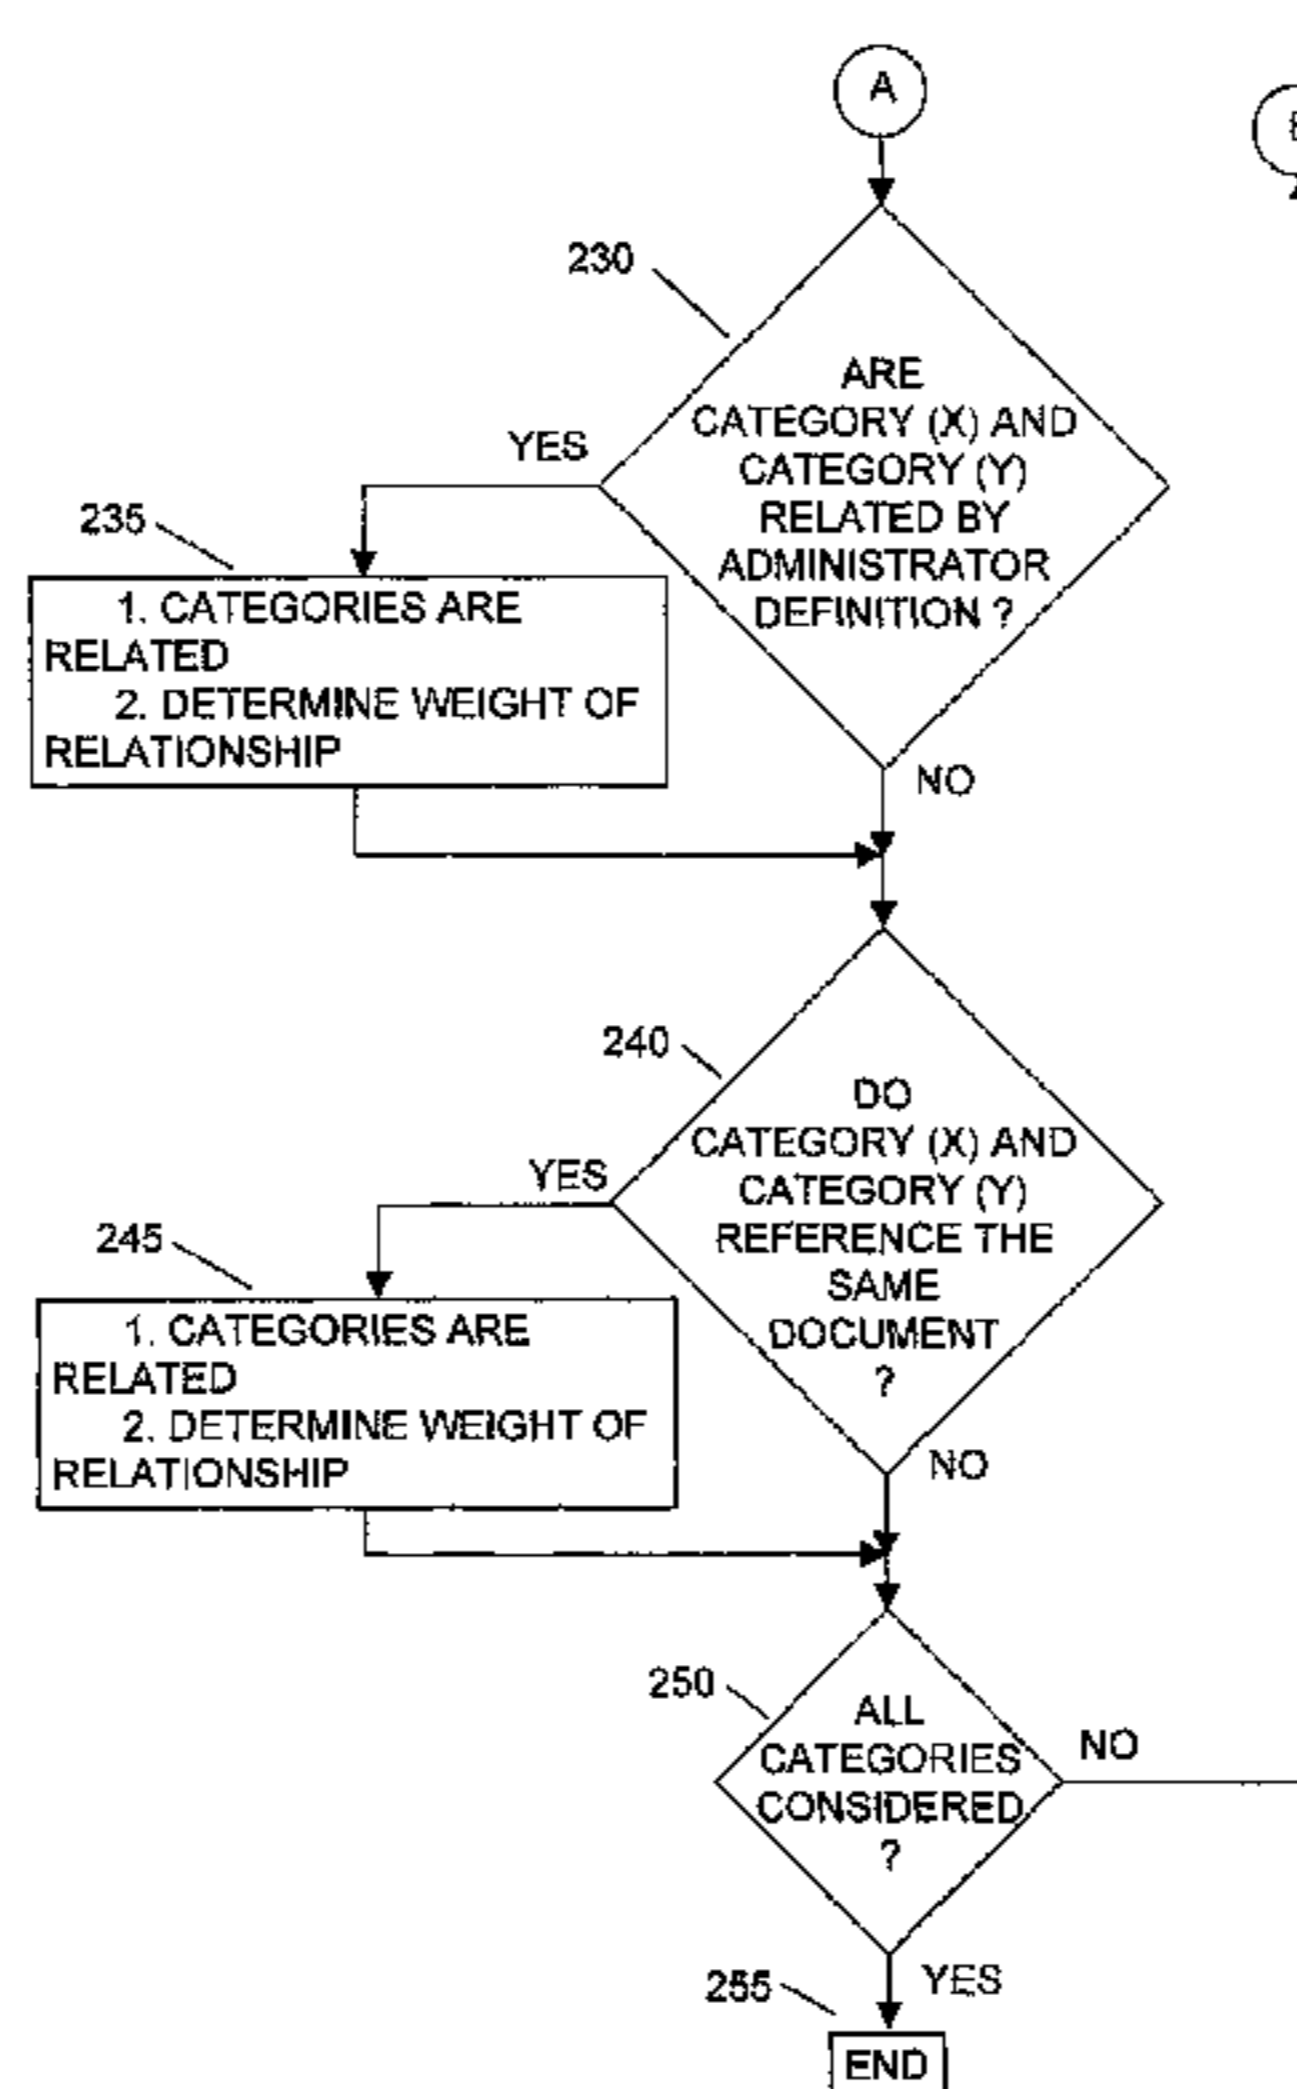 A
230
ARE
CATEGORY (X) AND
CATEGORY (Y)
RELATED BY
ADMINISTRATOR
DEFINITION ?
YES
235
1. CATEGORIES ARE
RELATED
2. DETERMINE WEIGHT OF
RELATIONSHIP
NO
240
DO
CATEGORY (X) AND
CATEGORY (Y)
REFERENCE THE
SAME
DOCUMENT
?
YES
245
1. CATEGORIES ARE
RELATED
2. DETERMINE WEIGHT OF
RELATIONSHIP
NO
250
ALL
CATEGORIES
CONSIDERED
?
NO
YES
255
END